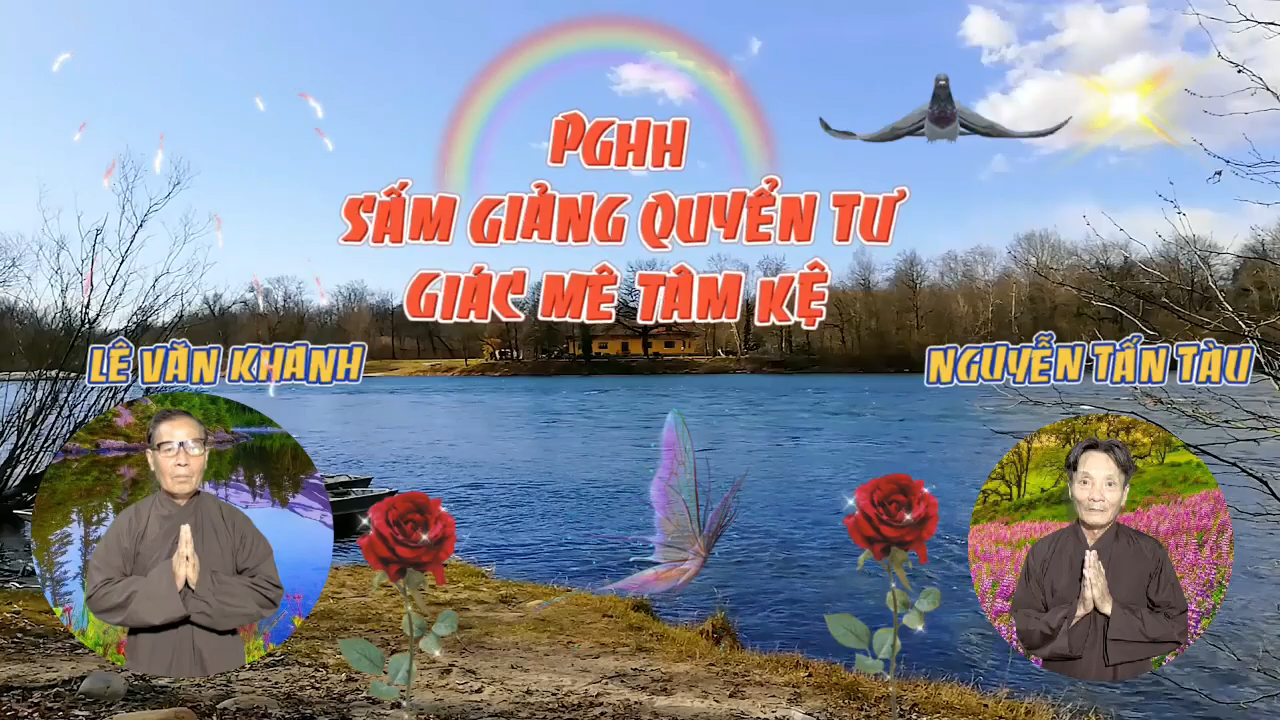 PGHH
SẤM GIẢNG QUYỂN TƯ
GIÁC MÊ TÂM KỆ
LÊ VĂN KHANH
NGUYỄN TẤN TÀU